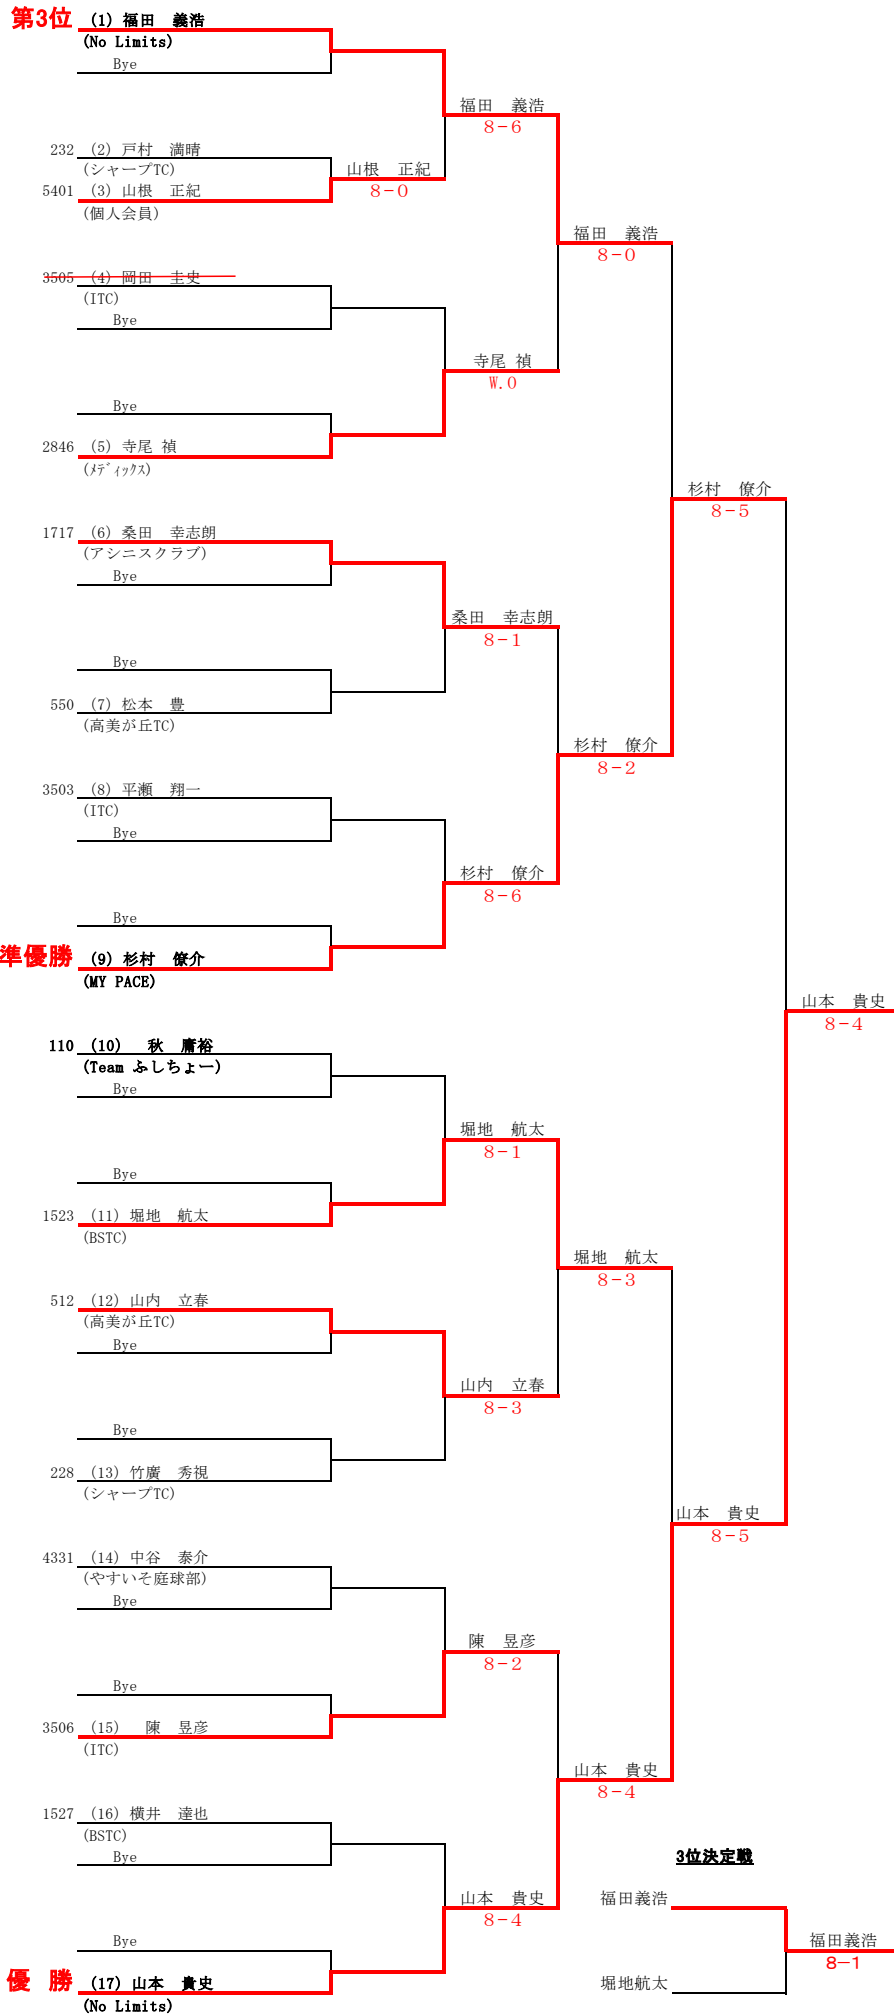 第3位 (1) 福田　義浩
(No Limits)
Bye
福田　義浩
8-6
232 (2) 戸村　満晴
(シャープTC)
山根　正紀
8-0
5401 (3) 山根　正紀
(個人会員)
福田　義浩
8-0
3505 (4) 岡田　圭史
(ITC)
Bye
寺尾 禎
W.O
Bye
2846 (5) 寺尾 禎
(ﾒﾃﾞｨｯｸｽ)
杉村　僚介
8-5
1717 (6) 桑田　幸志朗
(アシニスクラブ)
Bye
桑田　幸志朗
8-1
Bye
550 (7) 松本　豊
(高美が丘TC)
杉村　僚介
8-2
3503 (8) 平瀬　翔一
(ITC)
Bye
杉村　僚介
8-6
Bye
準優勝 (9) 杉村　僚介
(MY PACE)
山本　貴史
8-4
110 (10)　秋　庸裕
(Team ふしちょー)
Bye
堀地　航太
8-1
Bye
1523 (11) 堀地　航太
(BSTC)
堀地　航太
8-3
512 (12) 山内　立春
(高美が丘TC)
Bye
山内　立春
8-3
Bye
228 (13) 竹廣　秀視
(シャープTC)
山本　貴史
8-5
4331 (14) 中谷　泰介
(やすいそ庭球部)
Bye
陳　昱彦
8-2
Bye
3506 (15)　陳　昱彦
(ITC)
山本　貴史
8-4
1527 (16) 横井　達也
(BSTC)
Bye
山本　貴史
8-4
Bye
優 勝 (17) 山本　貴史
(No Limits)
3位決定戦
福田義浩
福田義浩
8-1
堀地航太